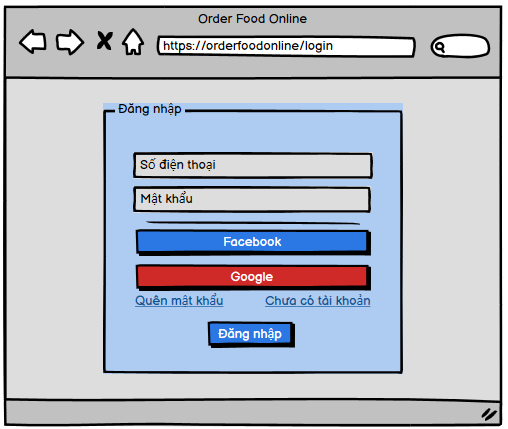 Order Food Online
https://orderfoodonline/login
Đăng nhập
Số điện thoại
Mật khẩu
Facebook
Google
Quên mật khẩu Chưa có tải khoản
Đăng nhập